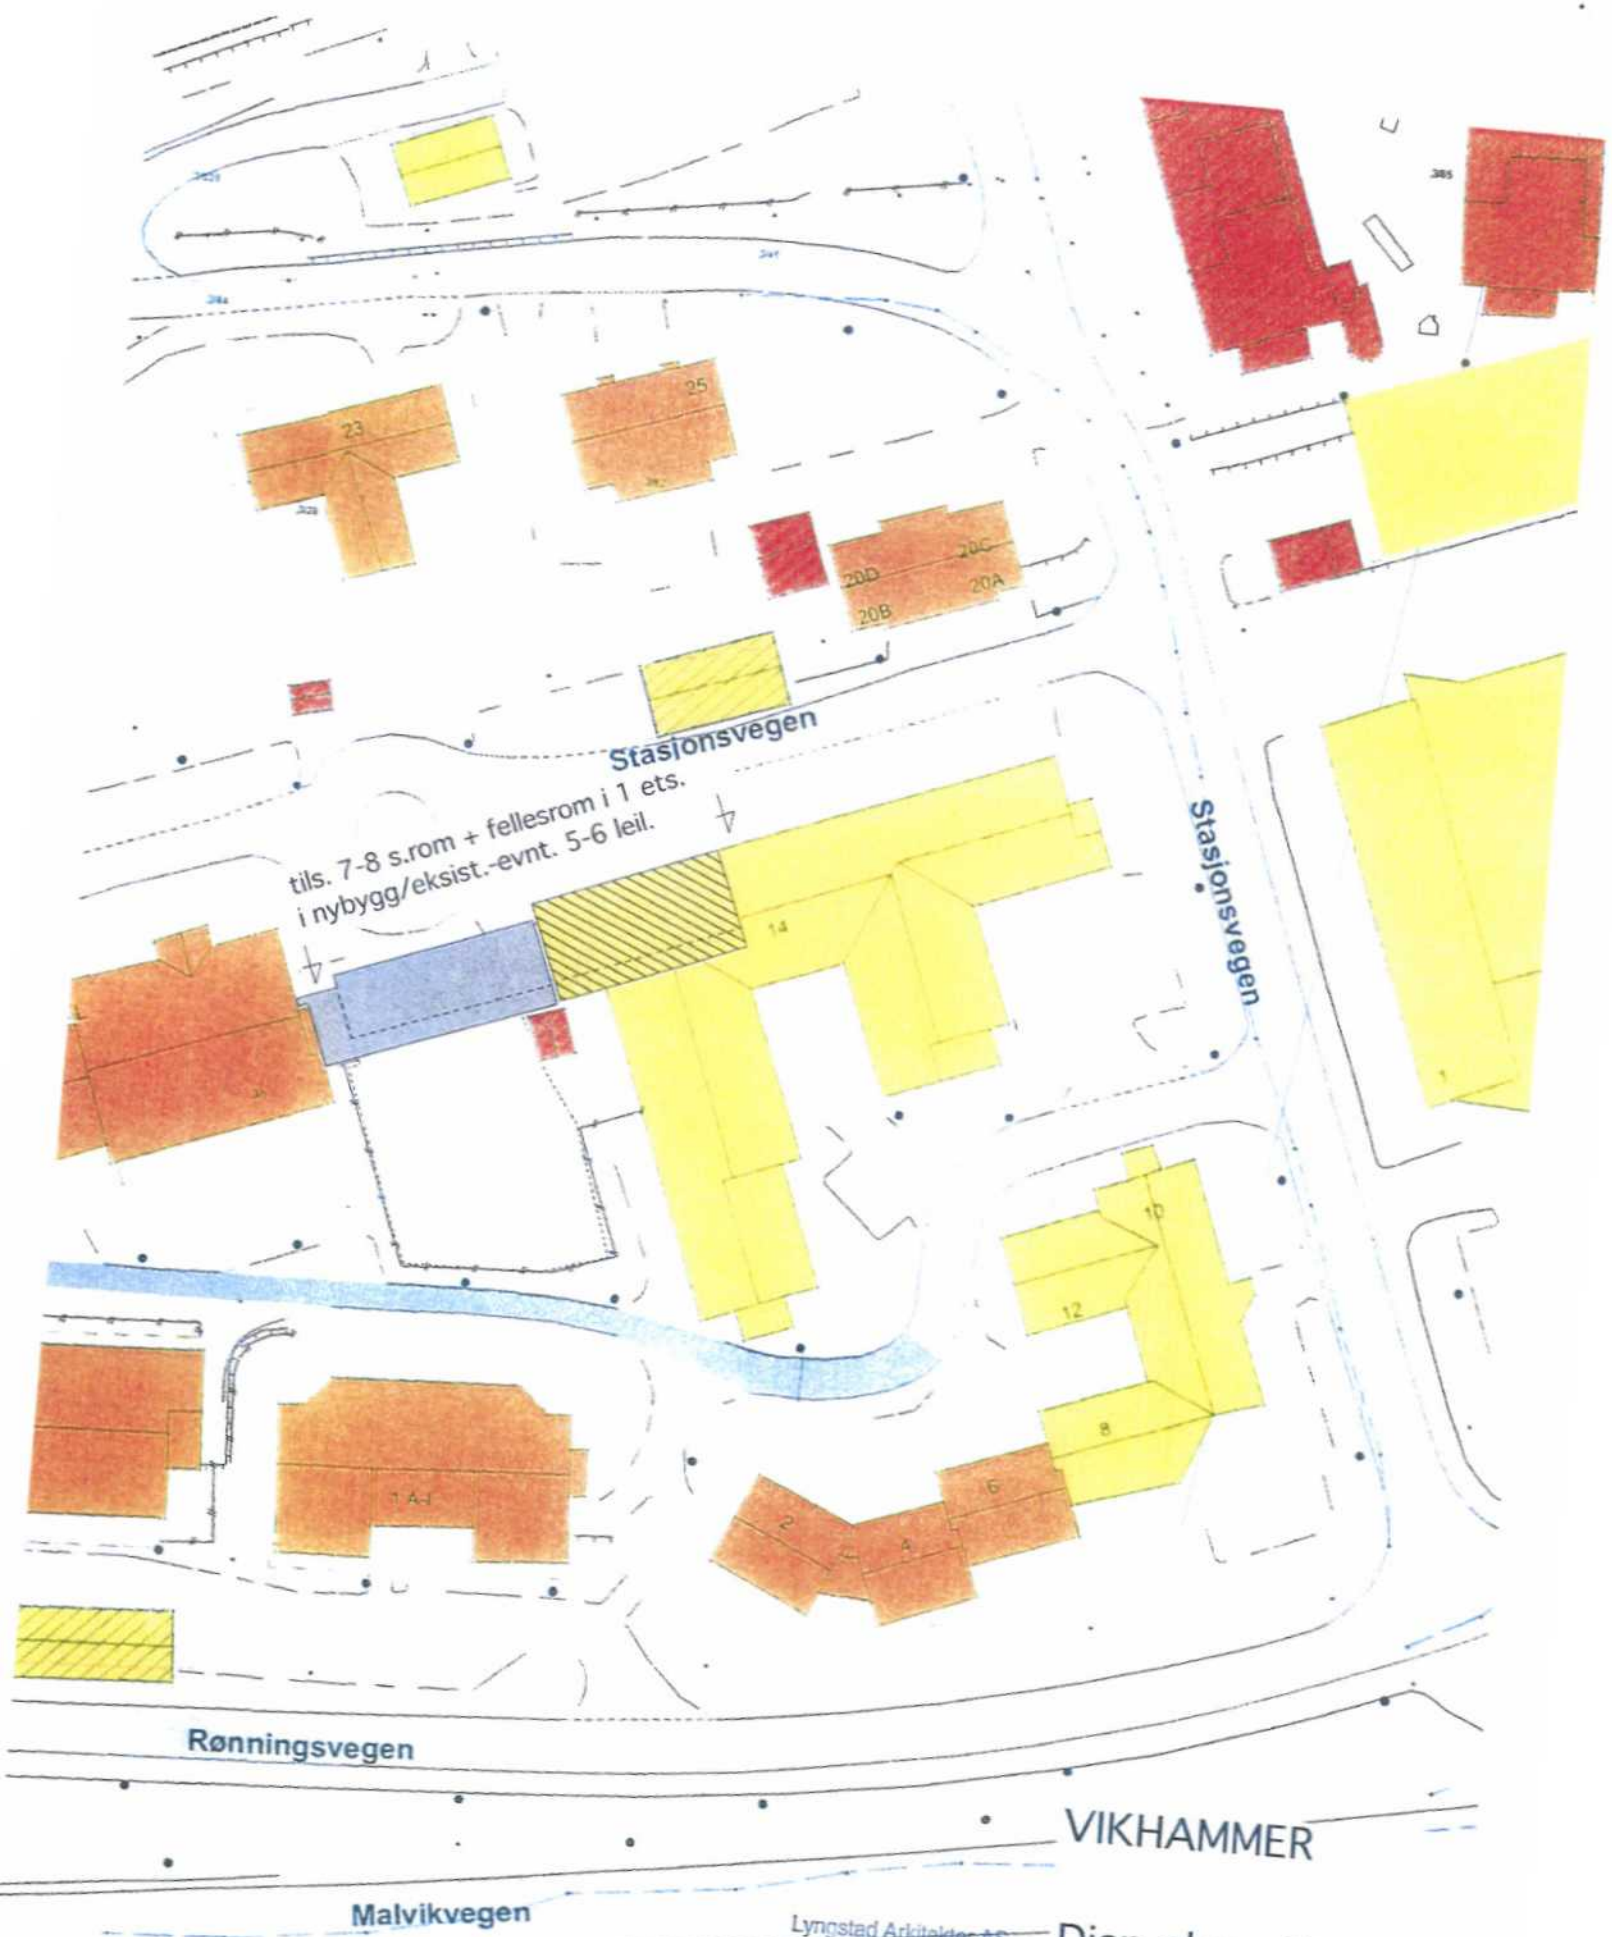 385
23
25
20D
20C
20A
20B
Stasjonsvegen
tils. 7-8 s.rom + fellesrom i 1 ets.
i nybygg/eksist.-evnt. 5-6 leil.
Stasjonsvegen
14
1
10
12
8
6
4
2
Rønningsvegen
VIKHAMMER
Malvikvegen
Lyngstad Arkitekter AS